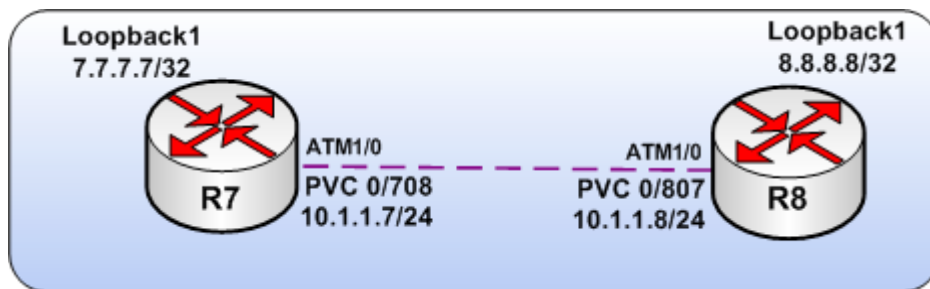 Loopback1
7.7.7.7/32
Loopback1
8.8.8.8/32
ATM1/0
ATM1/0
R7
PVC 0/708
10.1.1.7/24
PVC 0/807
10.1.1.8/24
R8